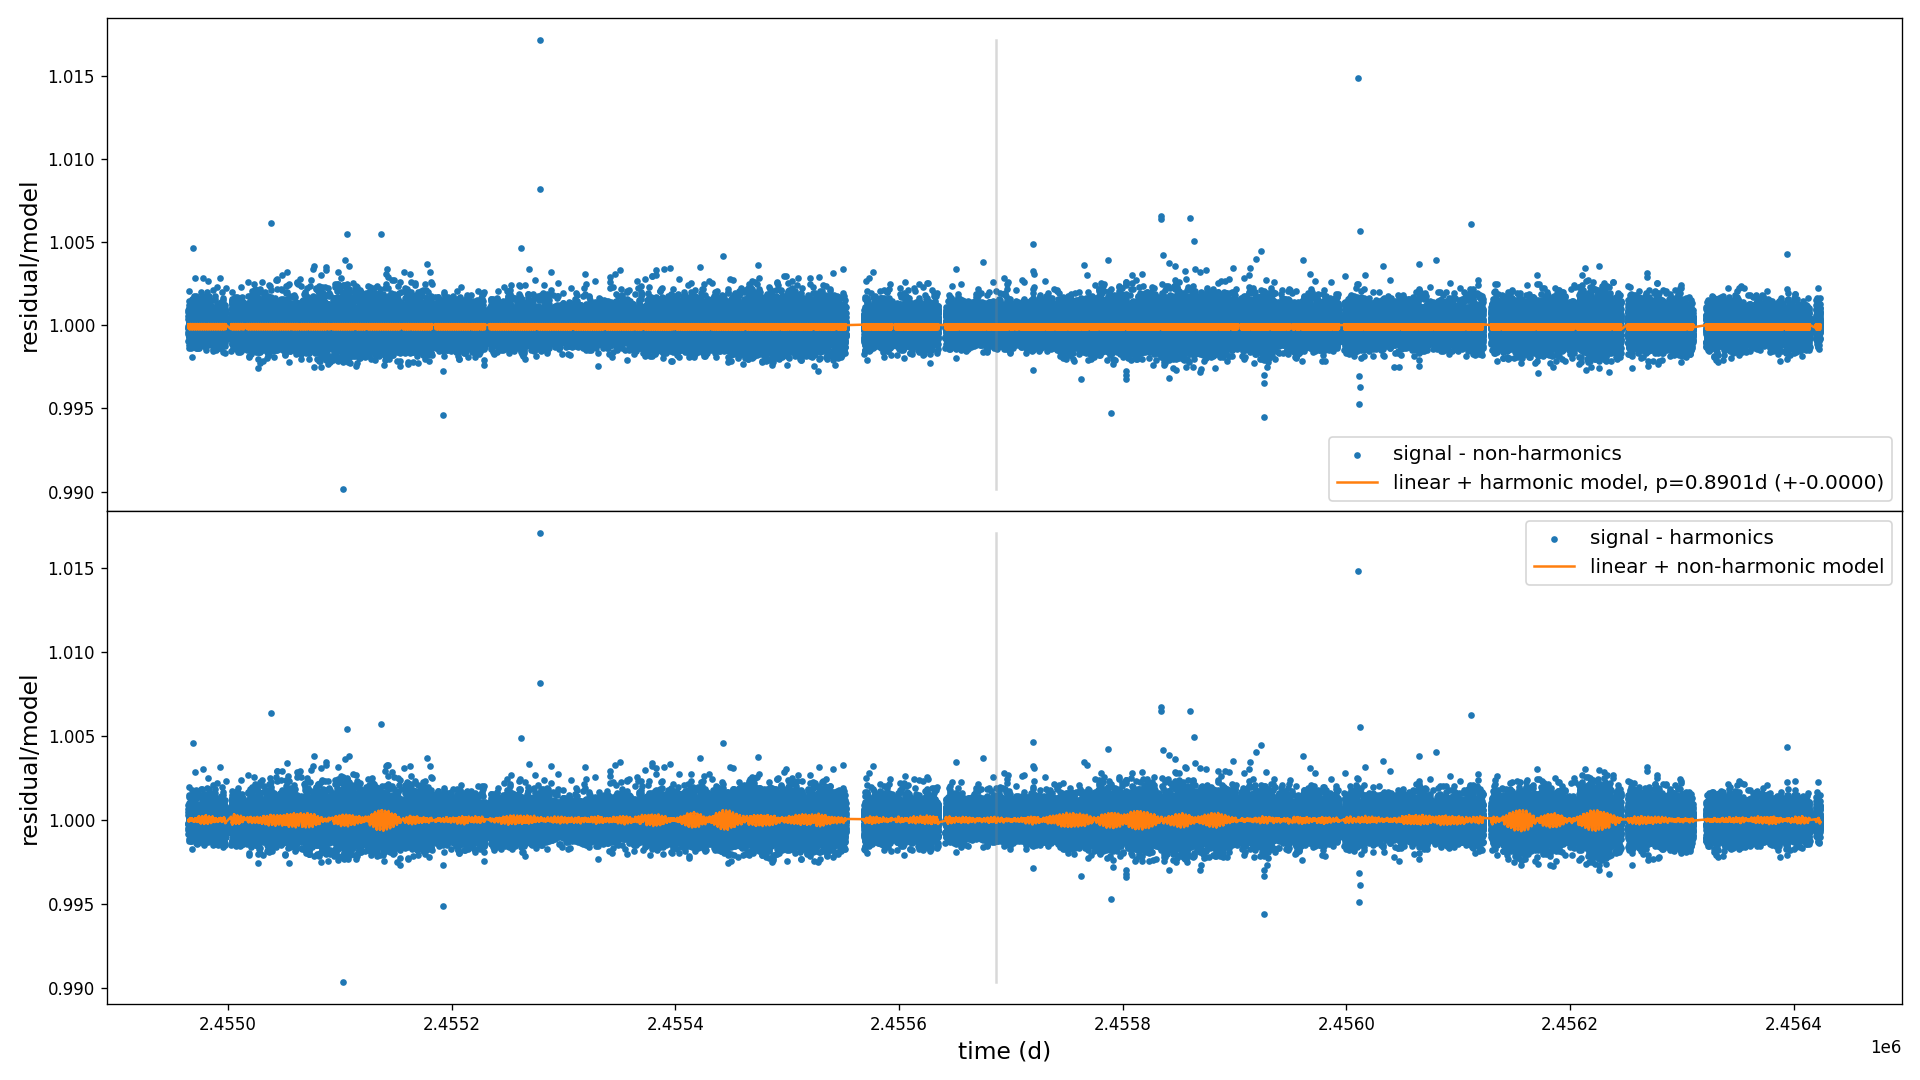 1.015
1.010
1.005
1.000
0.995
0.990
residual/model
signal - non-harmonics
linear + harmonic model, p=0.8901d (+-0.0000)
signal - harmonics
linear + non-harmonic model
1.015
1.010
1.005
1.000
0.995
0.990
residual/model
2.4550
2.4552
2.4554
2.4556
2.4558
2.4560
2.4562
2.4564
time (d)
1e6